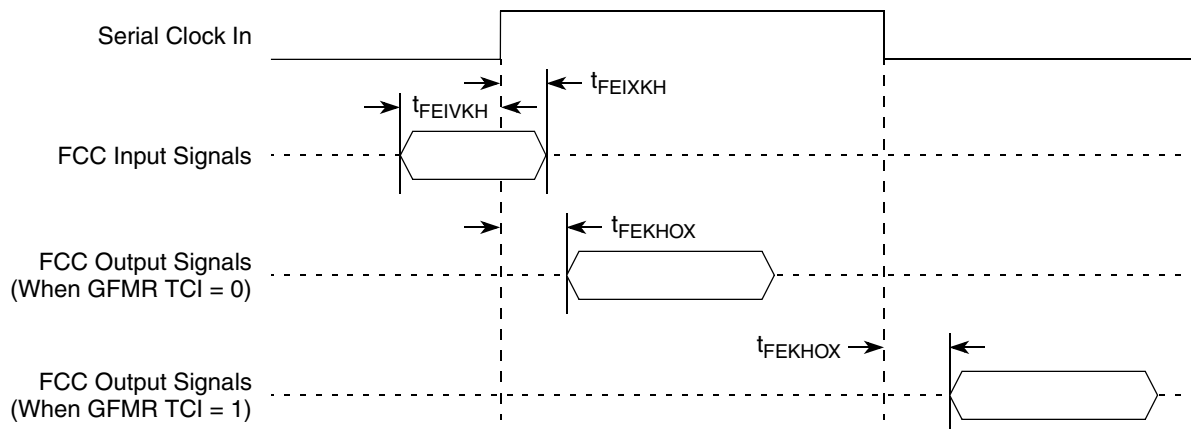 Serial Clock In
tFEIXKH
tFEIVKH
FCC Input Signals
tFEKHOX
FCC Output Signals
(When GFMR TCI = 0)
tFEKHOX
FCC Output Signals
(When GFMR TCI = 1)